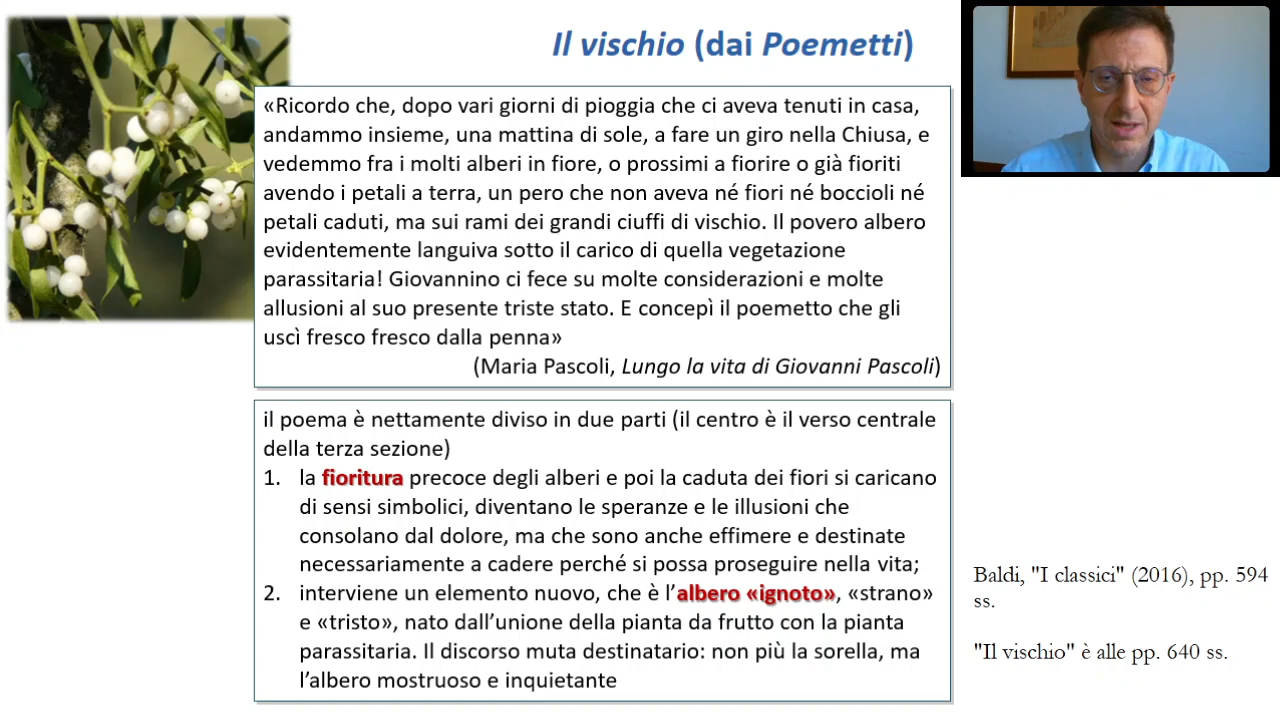 Il vischio (dai Poemetti)
«Ricordo che, dopo vari giorni di pioggia che ci aveva tenuti in casa,
andammo insieme, una mattina di sole, a fare un giro nella Chiusa, e
vedemmo fra i molti alberi in fiore, o prossimi a fiorire o già fioriti
avendo i petali a terra, un pero che non aveva né fiori né boccioli né
petali caduti, ma sui rami dei grandi ciuffi di vischio. Il povero albero
evidentemente languiva sotto il carico di quella vegetazione
parassitaria! Giovannino ci fece su molte considerazioni e molte
allusioni al suo presente triste stato. E concepì il poemetto che gli
uscì fresco fresco dalla penna»
(Maria Pascoli, Lungo la vita di Giovanni Pascoli)
il poema è nettamente diviso in due parti (il centro è il verso centrale
della terza sezione)
1. la fioritura precoce degli alberi e poi la caduta dei fiori si caricano
di sensi simbolici, diventano le speranze e le illusioni che
consolano dal dolore, ma che sono anche effimere e destinate
necessariamente a cadere perché si possa proseguire nella vita;
2. interviene un elemento nuovo, che è l’albero «ignoto», «strano»
e «tristo», nato dall’unione della pianta da frutto con la pianta
parassitaria. Il discorso muta destinatario: non più la sorella, ma
l’albero mostruoso e inquietante
Baldi, "I classici" (2016), pp. 594
ss.
"Il vischio" è alle pp. 640 ss.